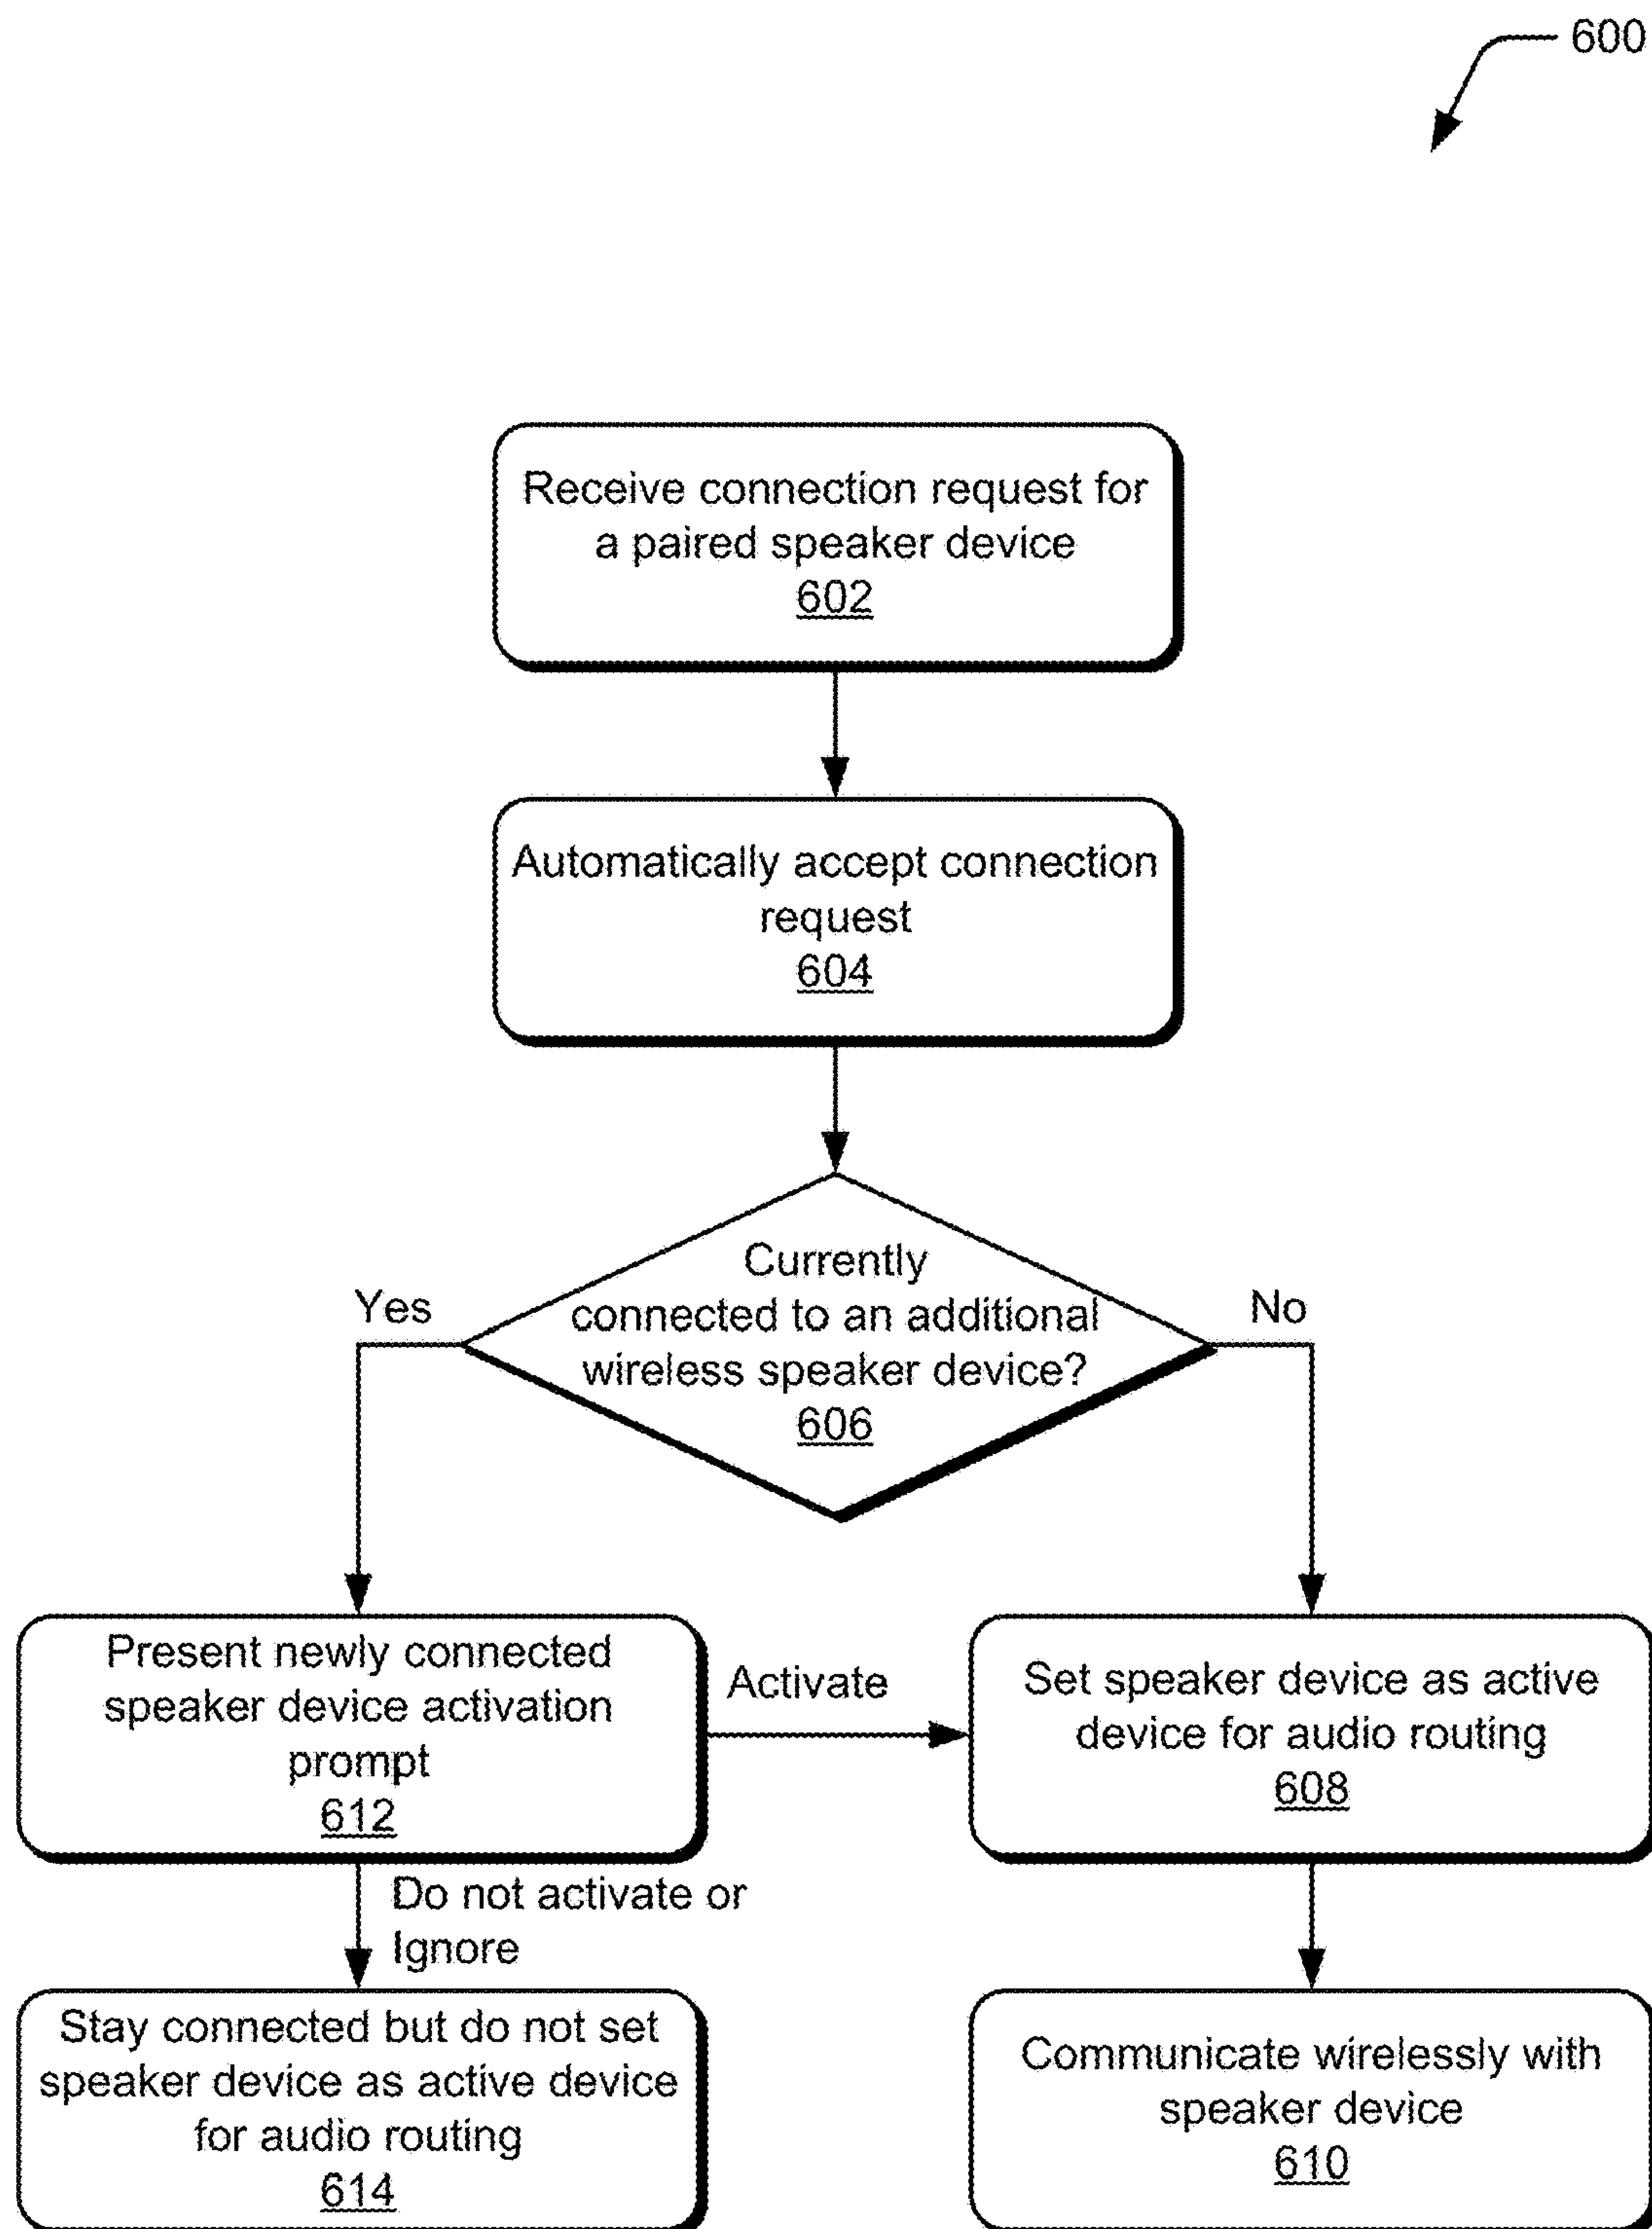 600
Receive connection request for
a paired speaker device
602
Automatically accept connection
request
604
Currently
connected to an additional
wireless speaker device?
606
Yes
No
Present newly connected
speaker device activation
prompt
612
Activate
Set speaker device as active
device for audio routing
608
Do not activate or
Ignore
Stay connected but do not set
speaker device as active device
for audio routing
614
Communicate wirelessly with
speaker device
610